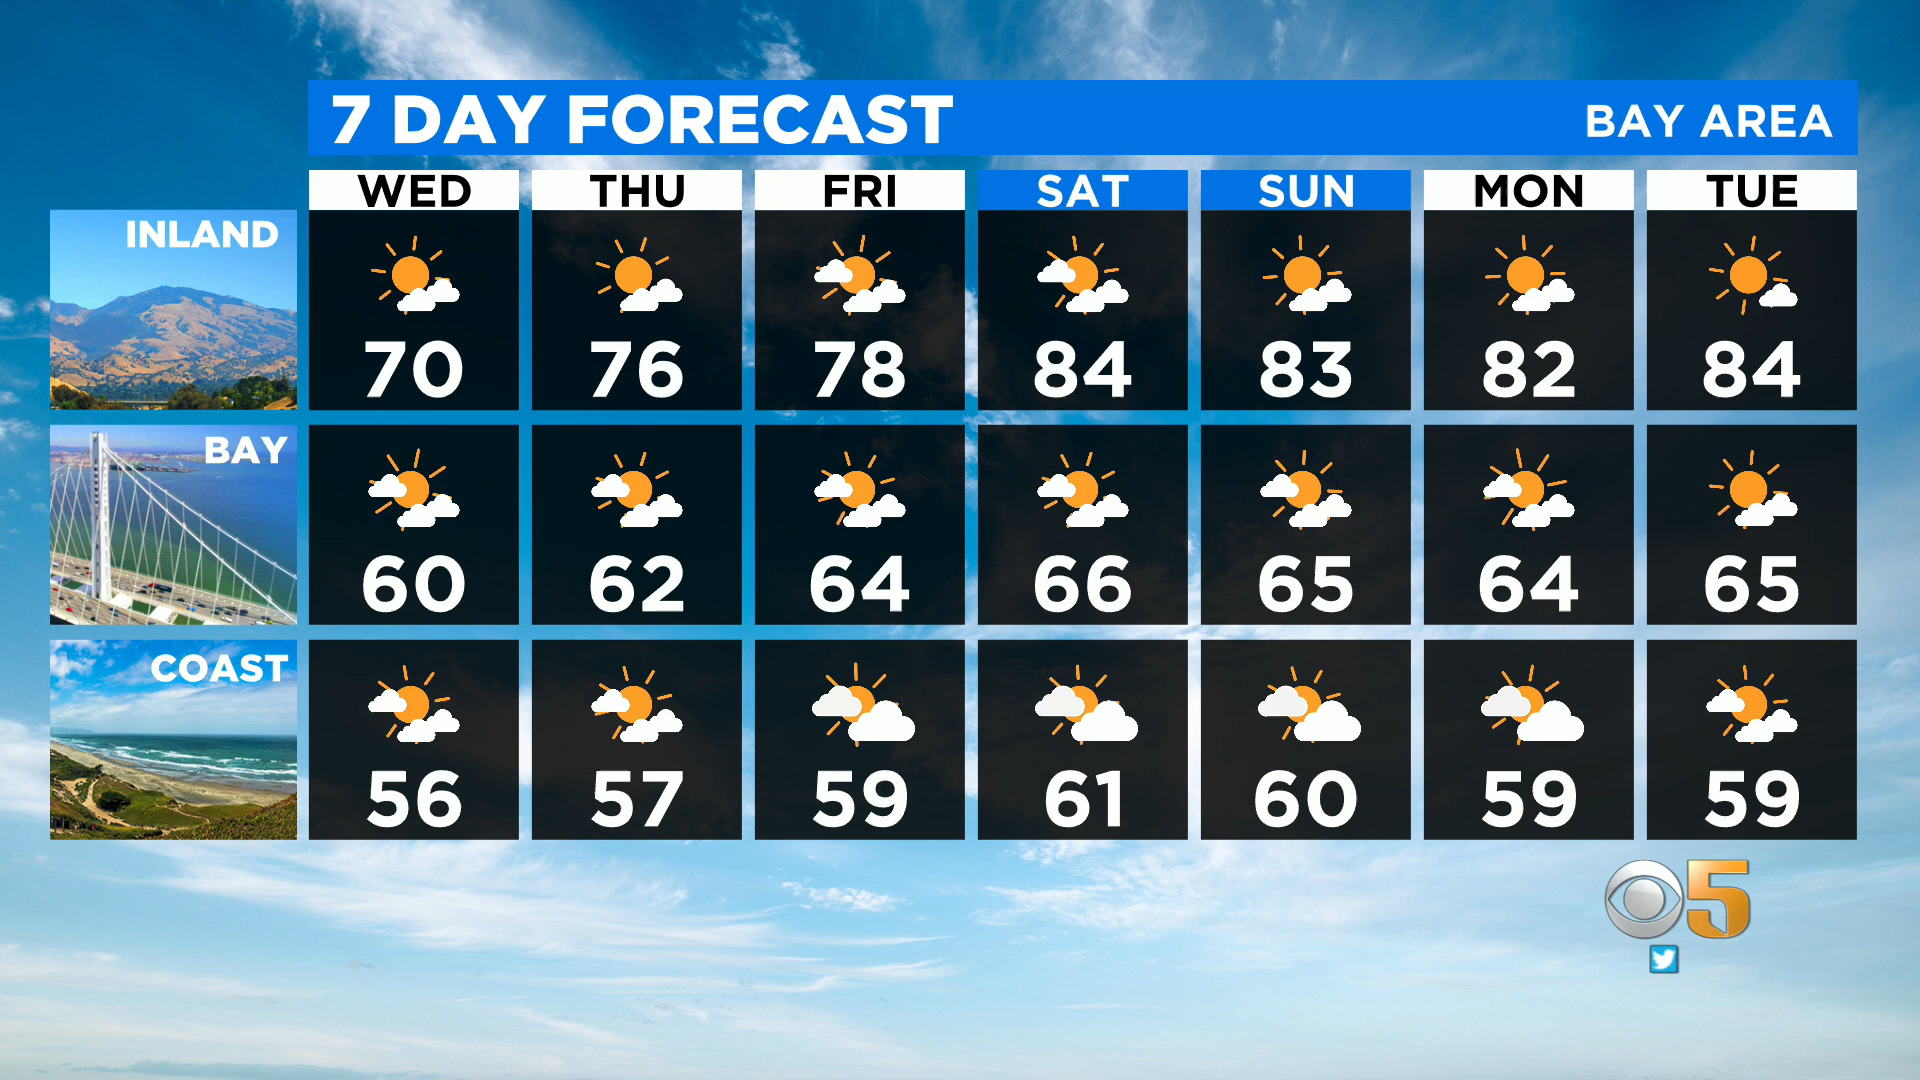 7 DAY FORECAST BAY AREA
WED THU FRI SAT SUN MON TUE
INLAND
70 76 78 84 83 82 84
BAY
60 62 64 66 65 64 65
COAST
56 57 59 61 60 59 59
5